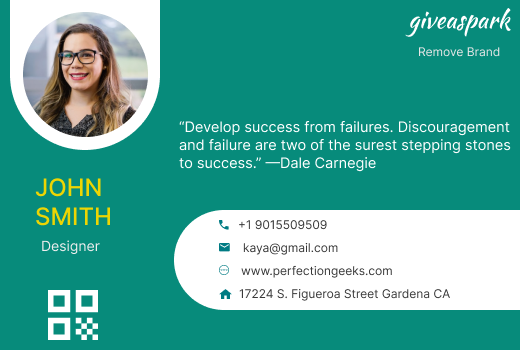 giveaspark
Remove Brand
“Develop success from failures. Discouragement
and failure are two of the surest stepping stones
to success.” —Dale Carnegie
JOHN
SMITH
Designer
+1 9015509509
kaya@gmail.com
www.perfectiongeeks.com
17224 S. Figueroa Street Gardena CA